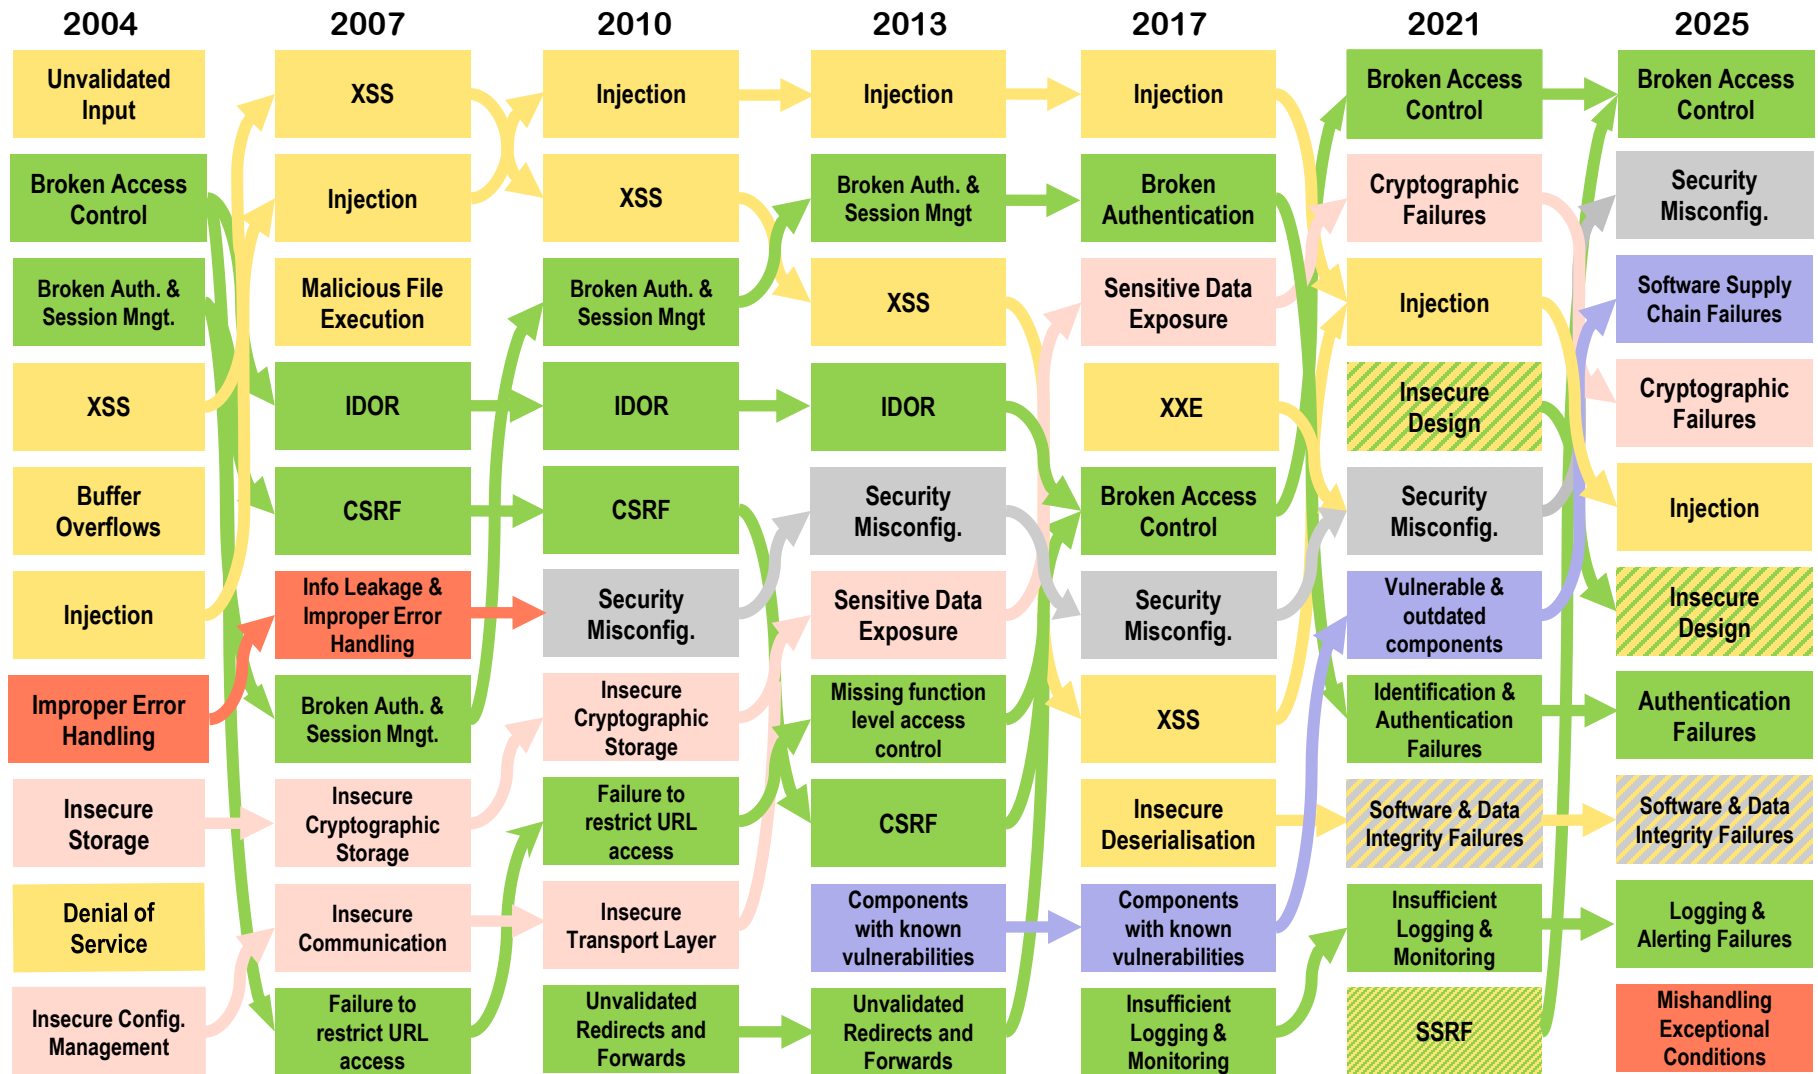 2004
2007
2010
2013
2017
2021
2025
Unvalidated
Input
Broken Access
Control
Broken Auth. &
Session Mngt.
XSS
Buffer
Overflows
Injection
Improper Error
Handling
Insecure
Storage
Denial of
Service
Insecure Config.
Management
XSS
Injection
Malicious File
Execution
IDOR
CSRF
Info Leakage &
Improper Error
Handling
Broken Auth. &
Session Mngt.
Insecure
Cryptographic
Storage
Insecure
Communication
Failure to
restrict URL
access
Injection
XSS
Broken Auth. &
Session Mngt
IDOR
CSRF
Security
Misconfig.
Insecure
Cryptographic
Storage
Failure to
restrict URL
access
Insecure
Transport Layer
Unvalidated
Redirects and
Forwards
Injection
Broken Auth. &
Session Mngt
XSS
IDOR
Security
Misconfig.
Sensitive Data
Exposure
Missing function
level access
control
CSRF
Components
with known
vulnerabilities
Unvalidated
Redirects and
Forwards
Injection
Broken
Authentication
Sensitive Data
Exposure
XXE
Broken Access
Control
Security
Misconfig.
XSS
Insecure
Deserialisation
Components
with known
vulnerabilities
Insufficient
Logging &
Monitoring
Broken Access
Control
Cryptographic
Failures
Injection
Insecure
Design
Security
Misconfig.
Vulnerable &
outdated
components
Identification &
Authentication
Failures
Software & Data
Integrity Failures
Insufficient
Logging &
Monitoring
SSRF
Broken Access
Control
Security
Misconfig.
Software Supply
Chain Failures
Cryptographic
Failures
Injection
Insecure
Design
Authentication
Failures
Software & Data
Integrity Failures
Logging &
Alerting Failures
Mishandling
Exceptional
Conditions